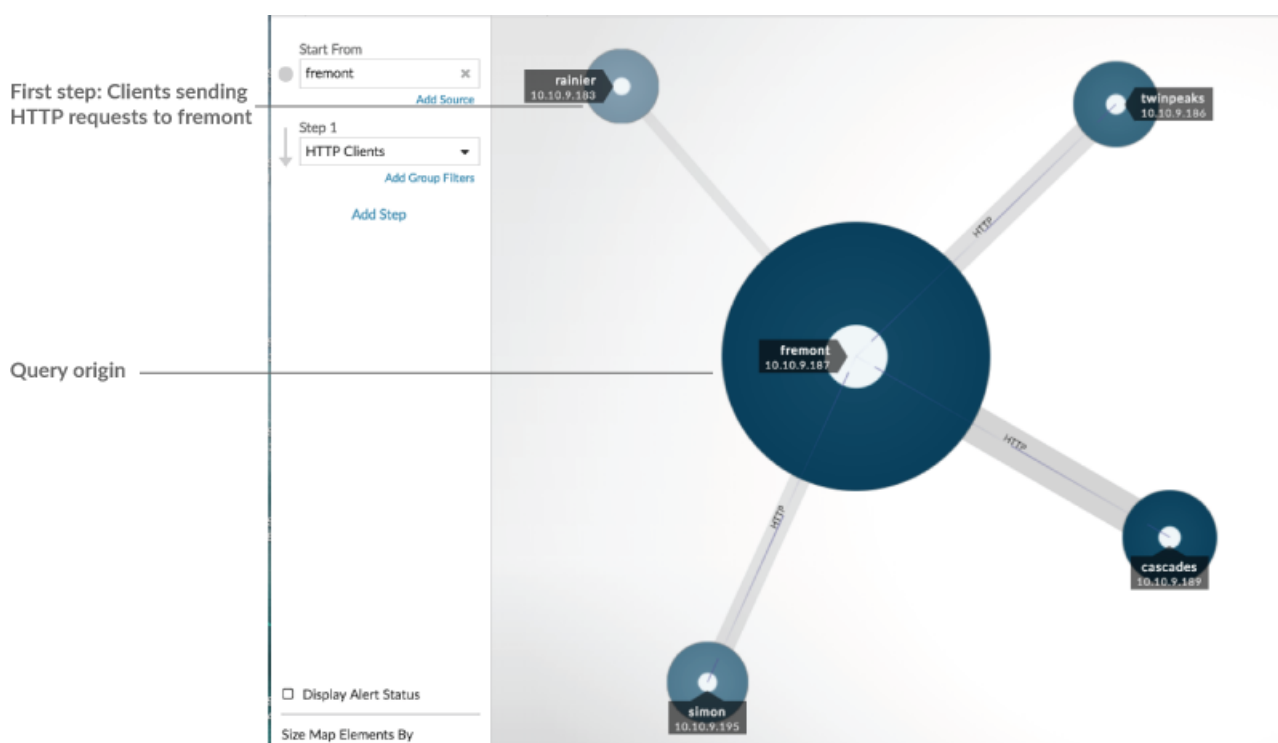 First step: Clients sending
HTTP requests to fremont
Query origin
Start From
fremont
Add Source
Step 1
HTTP Clients
Add Group Filters
Add Step
Display Alert Status
Size Map Elements By
rainier
10.10.9.183
twinpeaks
10.10.9.186
HTTP
fremont
10.10.9.187
HTTP
cascades
10.10.9.189
HTTP
simon
10.10.9.195